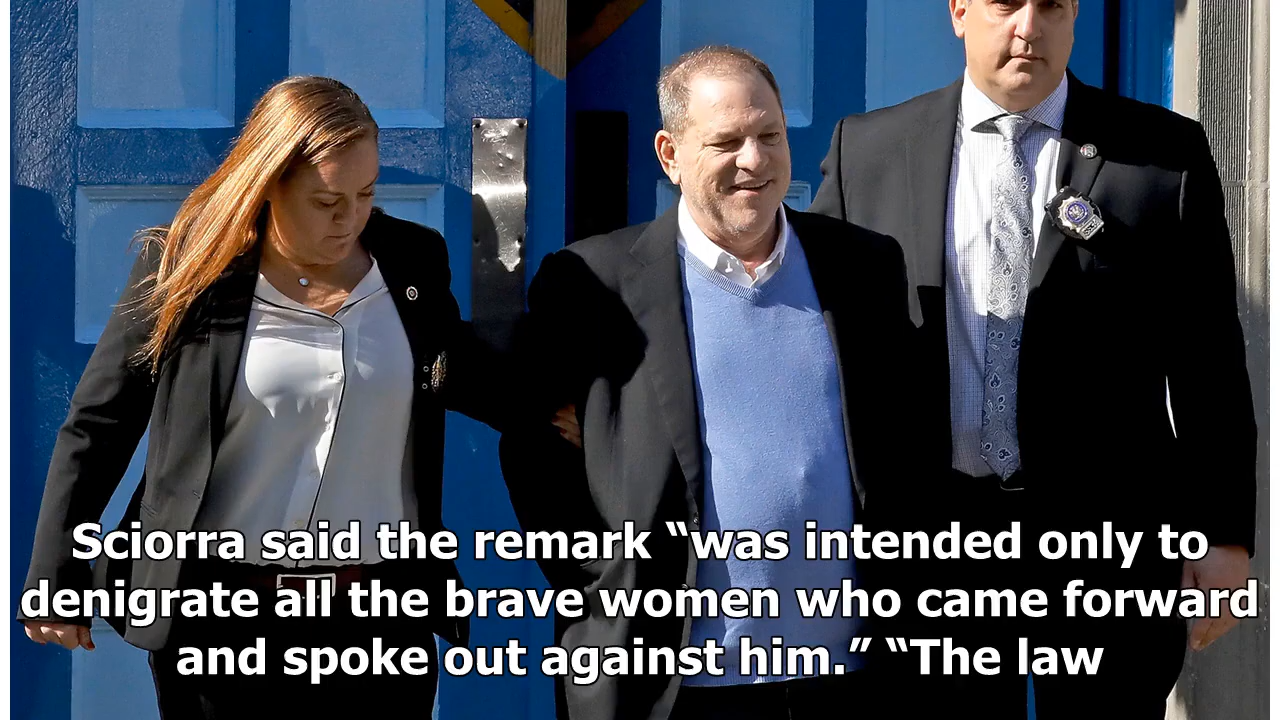 Sciorra said the remark “was intended only to
denigrate all the brave women who came forward
and spoke out against him.” “The law